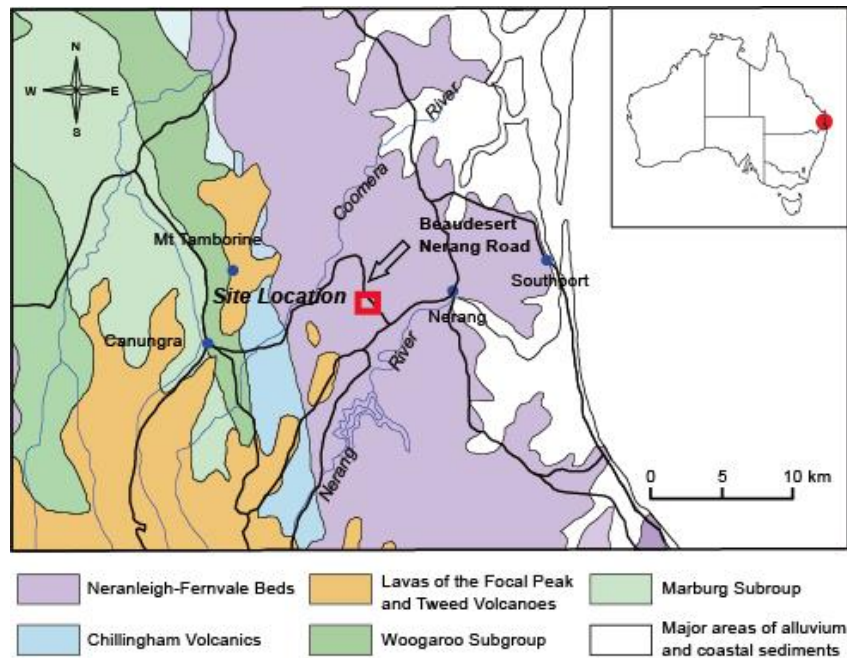 N
W E
S
River
Coomera
Beaudesert
Nerang Road
Mt Tamborine
Southport
Site Location
Nerang
Canungra
River
Nerang
0 5 10 km
Neranleigh-Fernvale Beds
Lavas of the Focal Peak
and Tweed Volcanoes
Marburg Subroup
Chillingham Volcanics
Woogaroo Subgroup
Major areas of alluvium
and coastal sediments